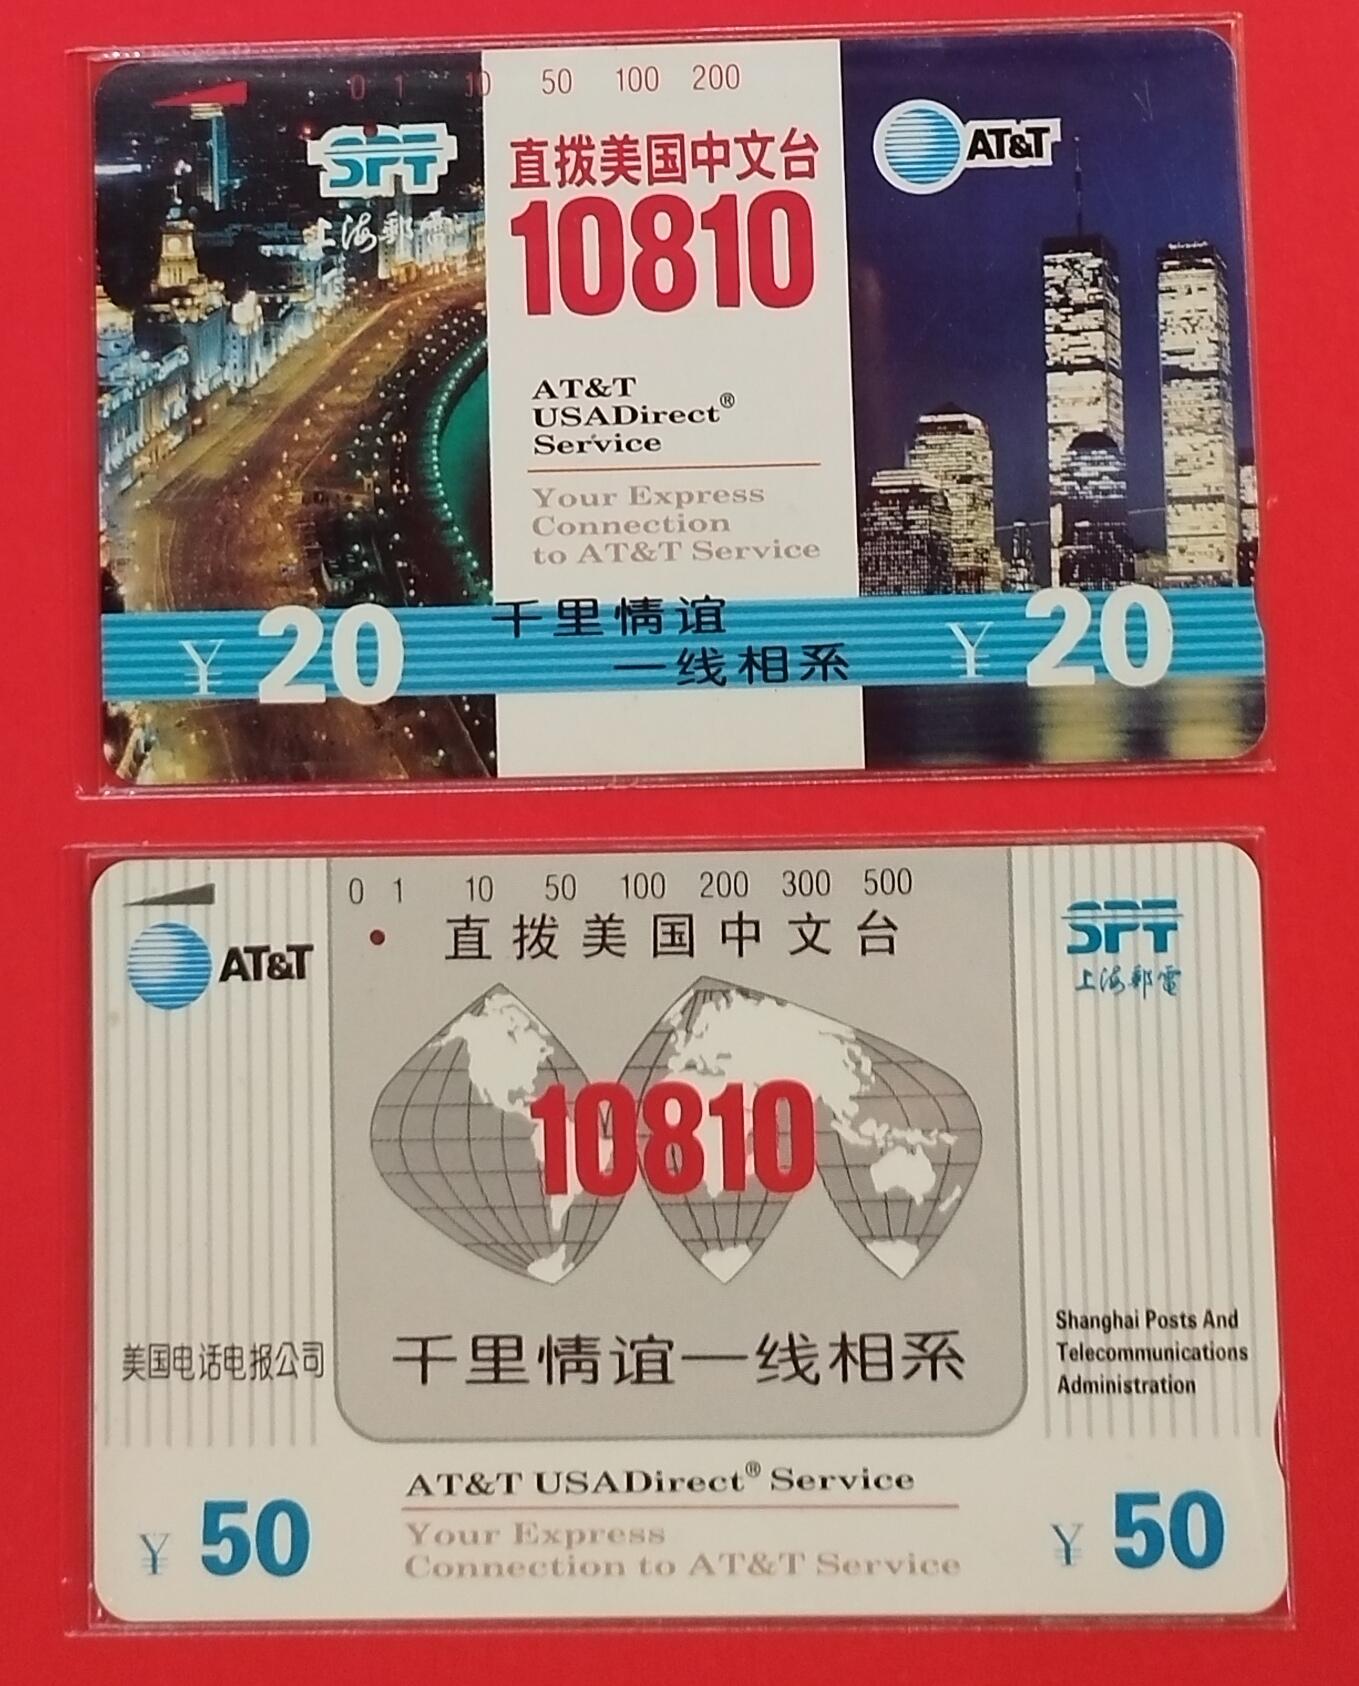 0 1 10 50 100 200
SPT
上海郵電
直拨美国中文台
10810
AT&T
AT&T
USADirect®
Service
Your Express
Connection
to AT&T Service
¥20
千里情谊
一线相系
¥20
0 1 10 50 100 200 300 500
AT&T
直拨美国中文台
SPT
上海郵電
10810
美国电话电报公司
千里情谊一线相系
Shanghai Posts And
Telecommunications
Administration
¥50
AT&T USADirect® Service
Your Express
Connection to AT&T Service
¥50